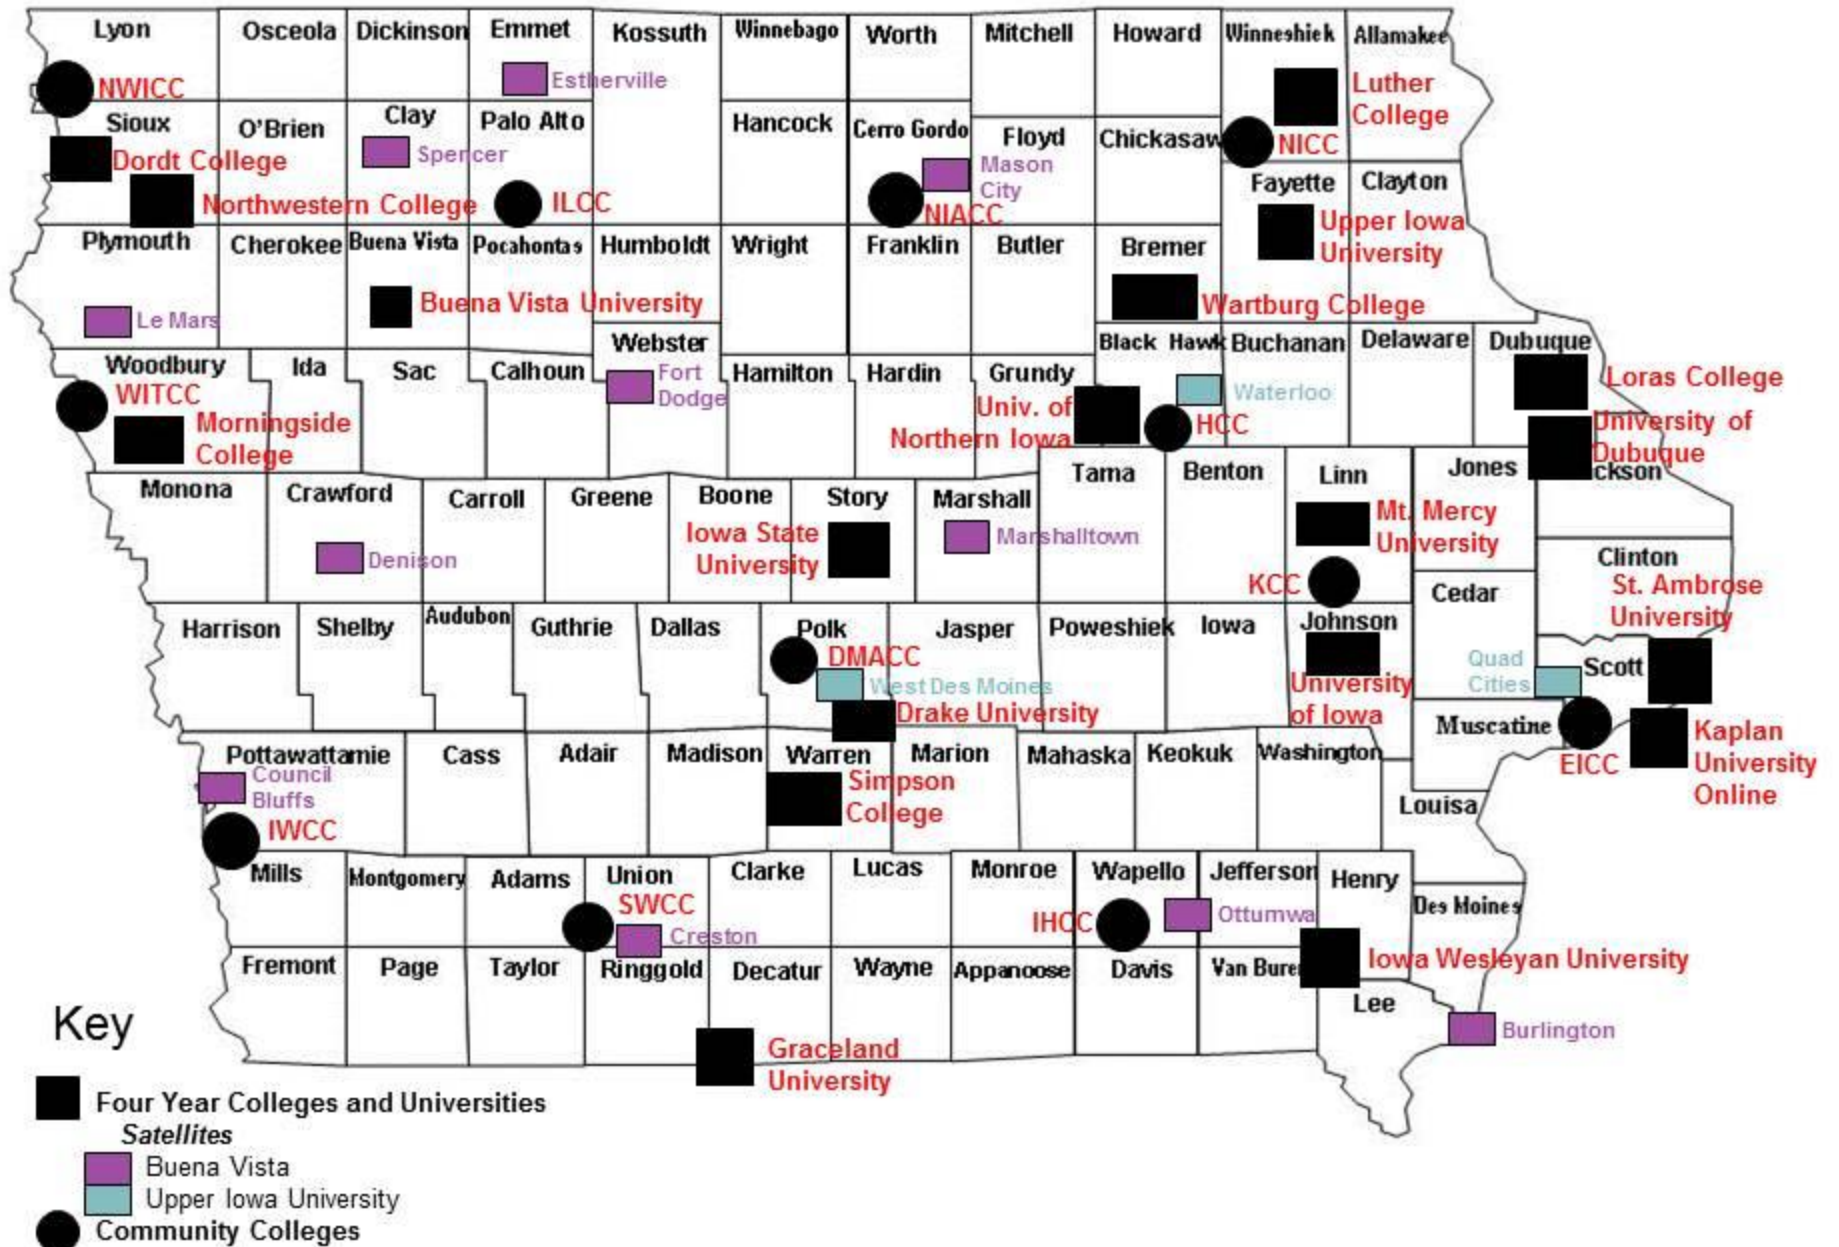 Lyon
Osceola
Dickinson
Emmet
Kossuth
Winnebago
Worth
Mitchell
Howard
Winneshiek
Allamakee
NWICC
Estherville
Luther
College
Sioux
O'Brien
Clay
Palo Alto
Hancock
Cerro Gordo
Floyd
Chickasaw
NICC
Dordt College
Spencer
Mason
City
Northwestern College
ILCC
NIACC
Fayette
Clayton
Upper Iowa
University
Plymouth
Cherokee
Buena Vista
Pocahontas
Humboldt
Wright
Franklin
Butler
Bremer
Le Mars
Buena Vista University
Wartburg College
Webster
Black Hawk
Buchanan
Delaware
Dubuque
Woodbury
Ida
Sac
Calhoun
Fort
Dodge
Hamilton
Hardin
Grundy
WITCC
Morningside
College
Univ. of
Northern Iowa
HCC
Waterloo
Loras College
University of
Dubuque
Monona
Crawford
Carroll
Greene
Boone
Story
Marshall
Tama
Benton
Linn
Jones
ckson
Iowa State
University
Marshalltown
Mt. Mercy
University
Denison
KCC
Clinton
Cedar
St. Ambrose
University
Harrison
Shelby
Audubon
Guthrie
Dallas
Polk
Jasper
Poweshiek
Iowa
Johnson
DMACC
West Des Moines
Drake University
University
of Iowa
Quad
Cities
Scott
Muscatine
EICC
Kaplan
University
Online
Pottawattamie
Cass
Adair
Madison
Warren
Marion
Mahaska
Keokuk
Washington
Council
Bluffs
Simpson
College
Louisa
IWCC
Mills
Montgomery
Adams
Union
Clarke
Lucas
Monroe
Wapello
Jefferson
Henry
Des Moines
SWCC
Creston
IHCC
Ottumwa
Fremont
Page
Taylor
Ringgold
Decatur
Wayne
Appanoose
Davis
Van Bure
Iowa Wesleyan University
Lee
Burlington
Graceland
University
Key
Four Year Colleges and Universities
Satellites
Buena Vista
Upper Iowa University
Community Colleges